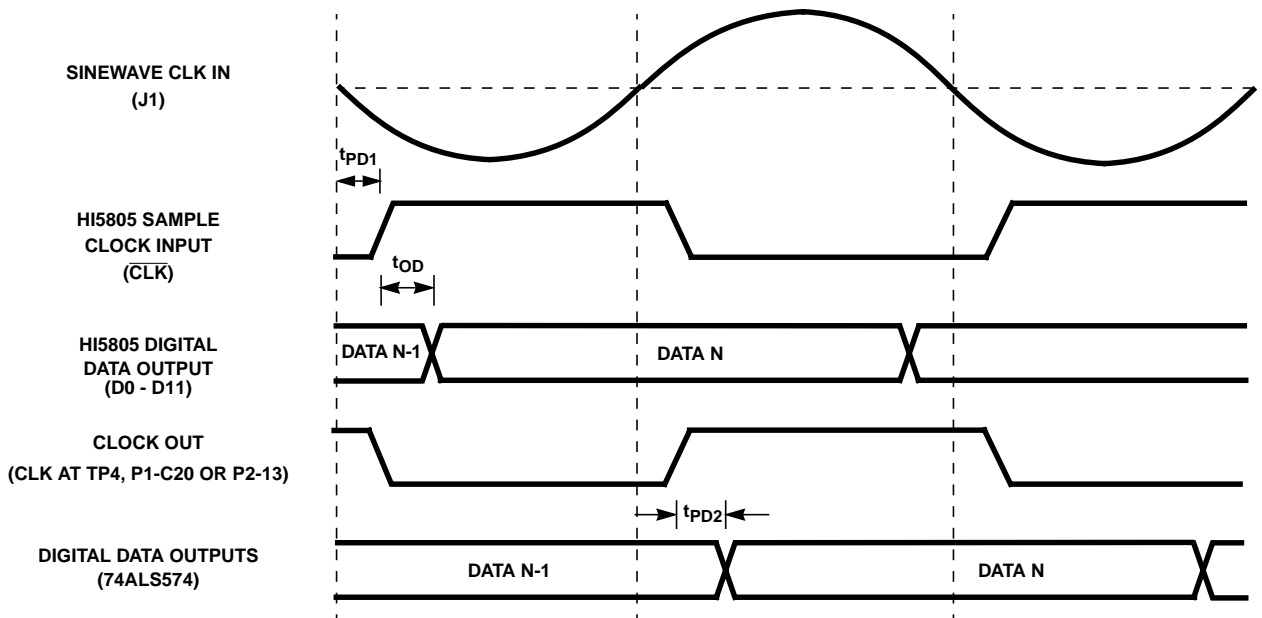 SINEWAVE CLK IN
(J1)
tPD1
HI5805 SAMPLE
CLOCK INPUT
(CLK)
tOD
HI5805 DIGITAL
DATA OUTPUT
(D0 - D11)
DATA N-1
DATA N
CLOCK OUT
(CLK AT TP4, P1-C20 OR P2-13)
tPD2
DIGITAL DATA OUTPUTS
(74ALS574)
DATA N-1
DATA N